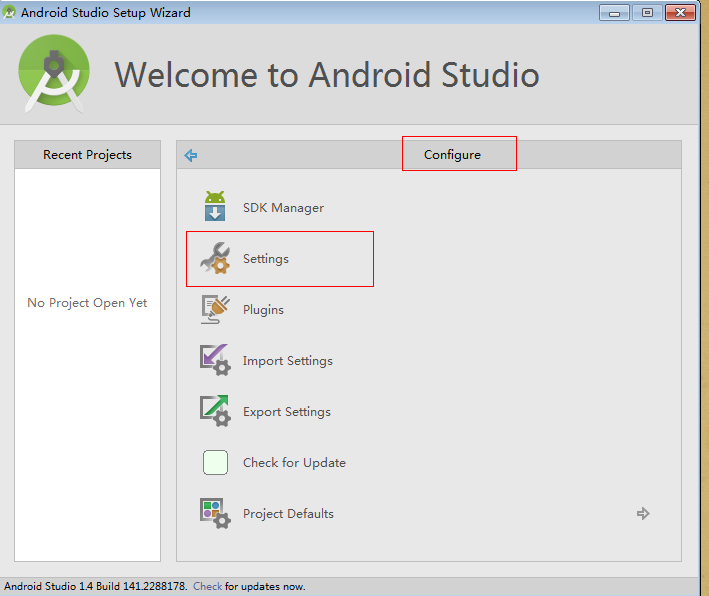 Android Studio Setup Wizard
Welcome to Android Studio
Recent Projects
Configure
No Project Open Yet
SDK Manager
Settings
Plugins
Import Settings
Export Settings
Check for Update
Project Defaults
Android Studio 1.4 Build 141.2288178. Check for updates now.